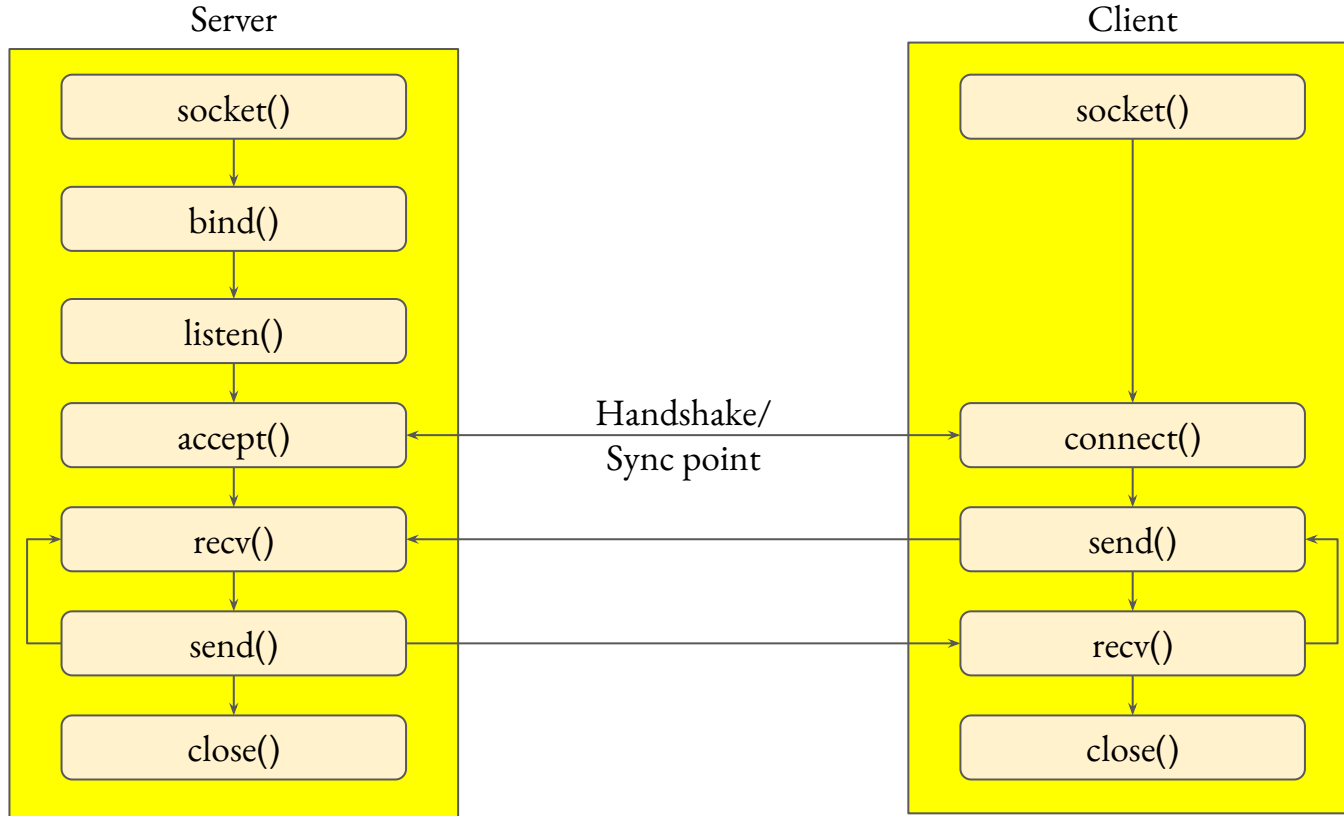 Server
socket()
bind()
listen()
accept()
recv()
send()
close()
Handshake/
Sync point
Client
socket()
connect()
send()
recv()
close()